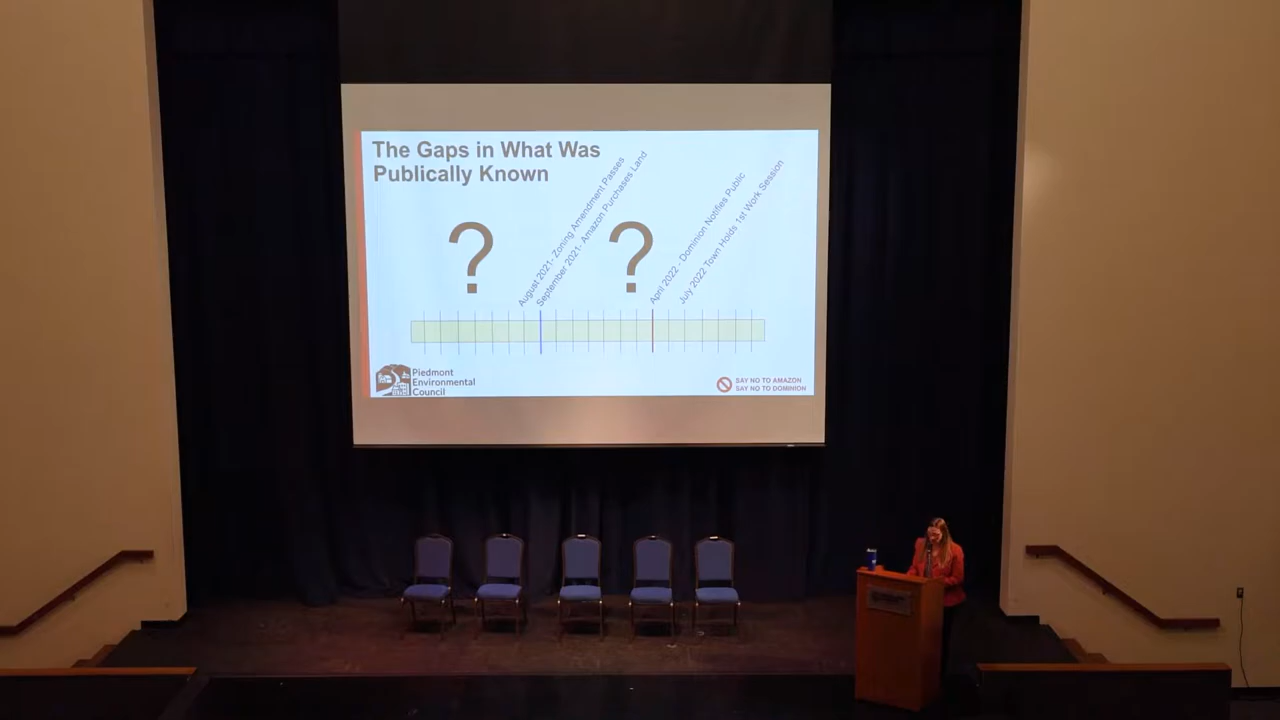 The Gaps in What Was
Publically Known
?
?
August 2021- Zoning Amendment Passes
September 2021- Amazon Purchases Land
April 2022 - Dominion Notifies Public
July 2022 Town Holds 1st Work Session
Piedmont
Environmental
Council
SAY NO TO AMAZON
SAY NO TO DOMINION